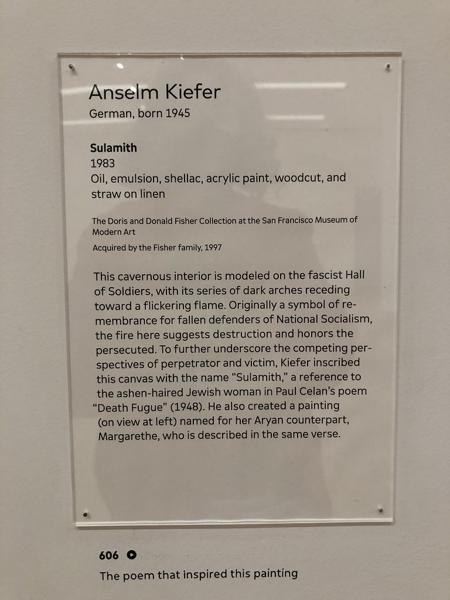 Anselm Kiefer
German, born 1945
Sulamith
1983
Oil, emulsion, shellac, acrylic paint, woodcut, and
straw on linen
The Doris and Donald Fisher Collection at the San Francisco Museum of
Modern Art
Acquired by the Fisher family, 1997
This cavernous interior is modeled on the fascist Hall
of Soldiers, with its series of dark arches receding
toward a flickering flame. Originally a symbol of re-
membrance for fallen defenders of National Socialism,
the fire here suggests destruction and honors the
persecuted. To further underscore the competing per-
spectives of perpetrator and victim, Kiefer inscribed
this canvas with the name “Sulamith,” a reference to
the ashen-haired Jewish woman in Paul Celan’s poem
“Death Fugue” (1948). He also created a painting
(on view at left) named for her Aryan counterpart,
Margarethe, who is described in the same verse.
606
The poem that inspired this painting